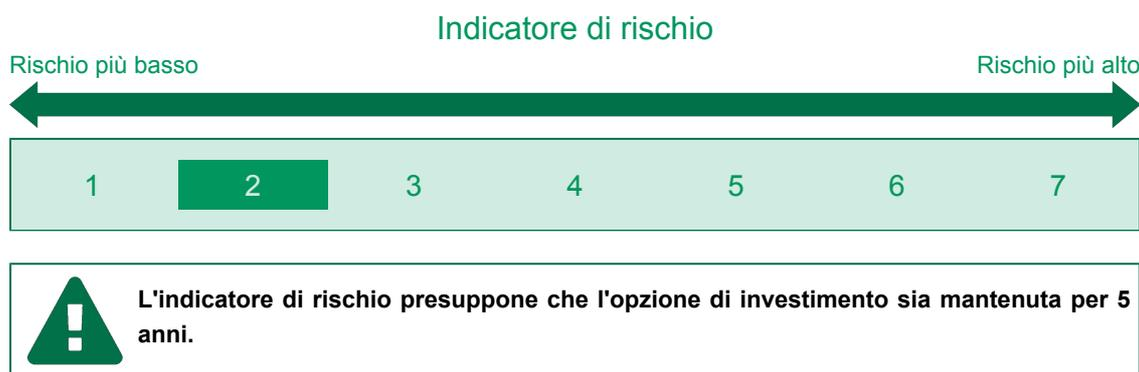 Indicatore di rischio
Rischio più basso Rischio più alto
1 2 3 4 5 6 7
L'indicatore di rischio presuppone che l'opzione di investimento sia mantenuta per 5
anni.